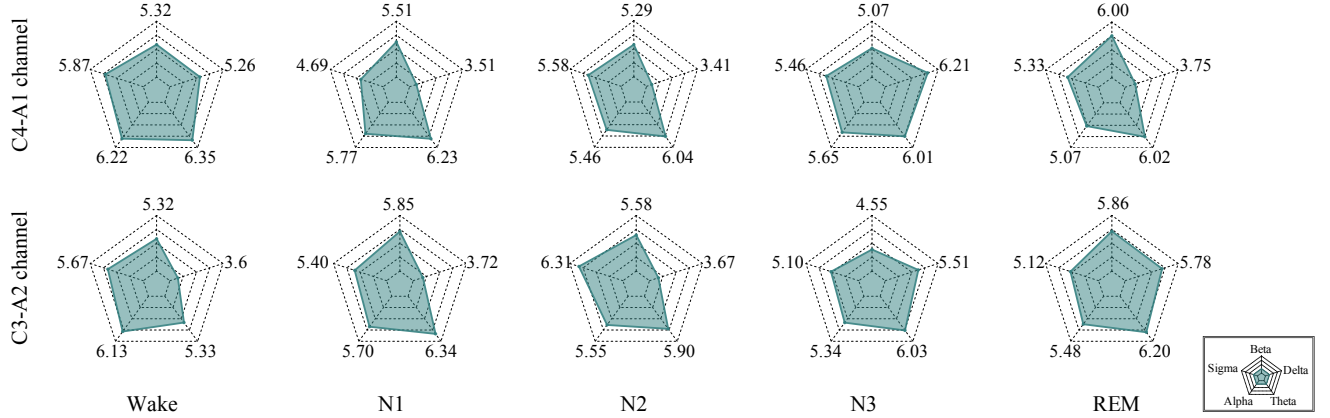 5.32 5.51 5.29 5.07 6.00
C4-A1 channel
5.87 5.26 4.69 3.51 5.58 3.41 5.46 6.21 5.33 3.75
6.22 6.35 5.77 6.23 5.46 6.04 5.65 6.01 5.07 6.02
5.32 5.85 5.58 4.55 5.86
C3-A2 channel
5.67 3.6 5.40 3.72 6.31 3.67 5.10 5.51 5.12 5.78
6.13 5.33 5.70 6.34 5.55 5.90 5.34 6.03 5.48 6.20
Wake N1 N2 N3 REM
Beta
Sigma Delta
Alpha Theta